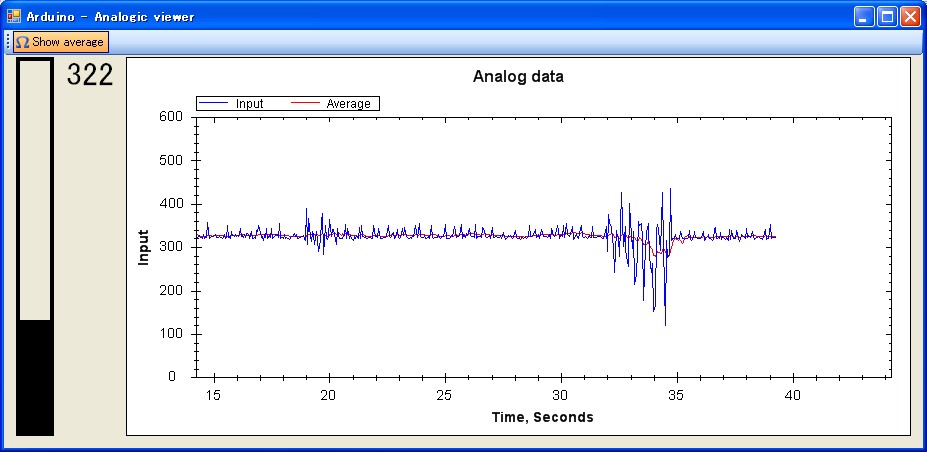 Arduino - Analogic viewer
Show average
322
Analog data
Input Average
600
500
400
300
200
100
0
Input
15 20 25 30 35 40
Time, Seconds